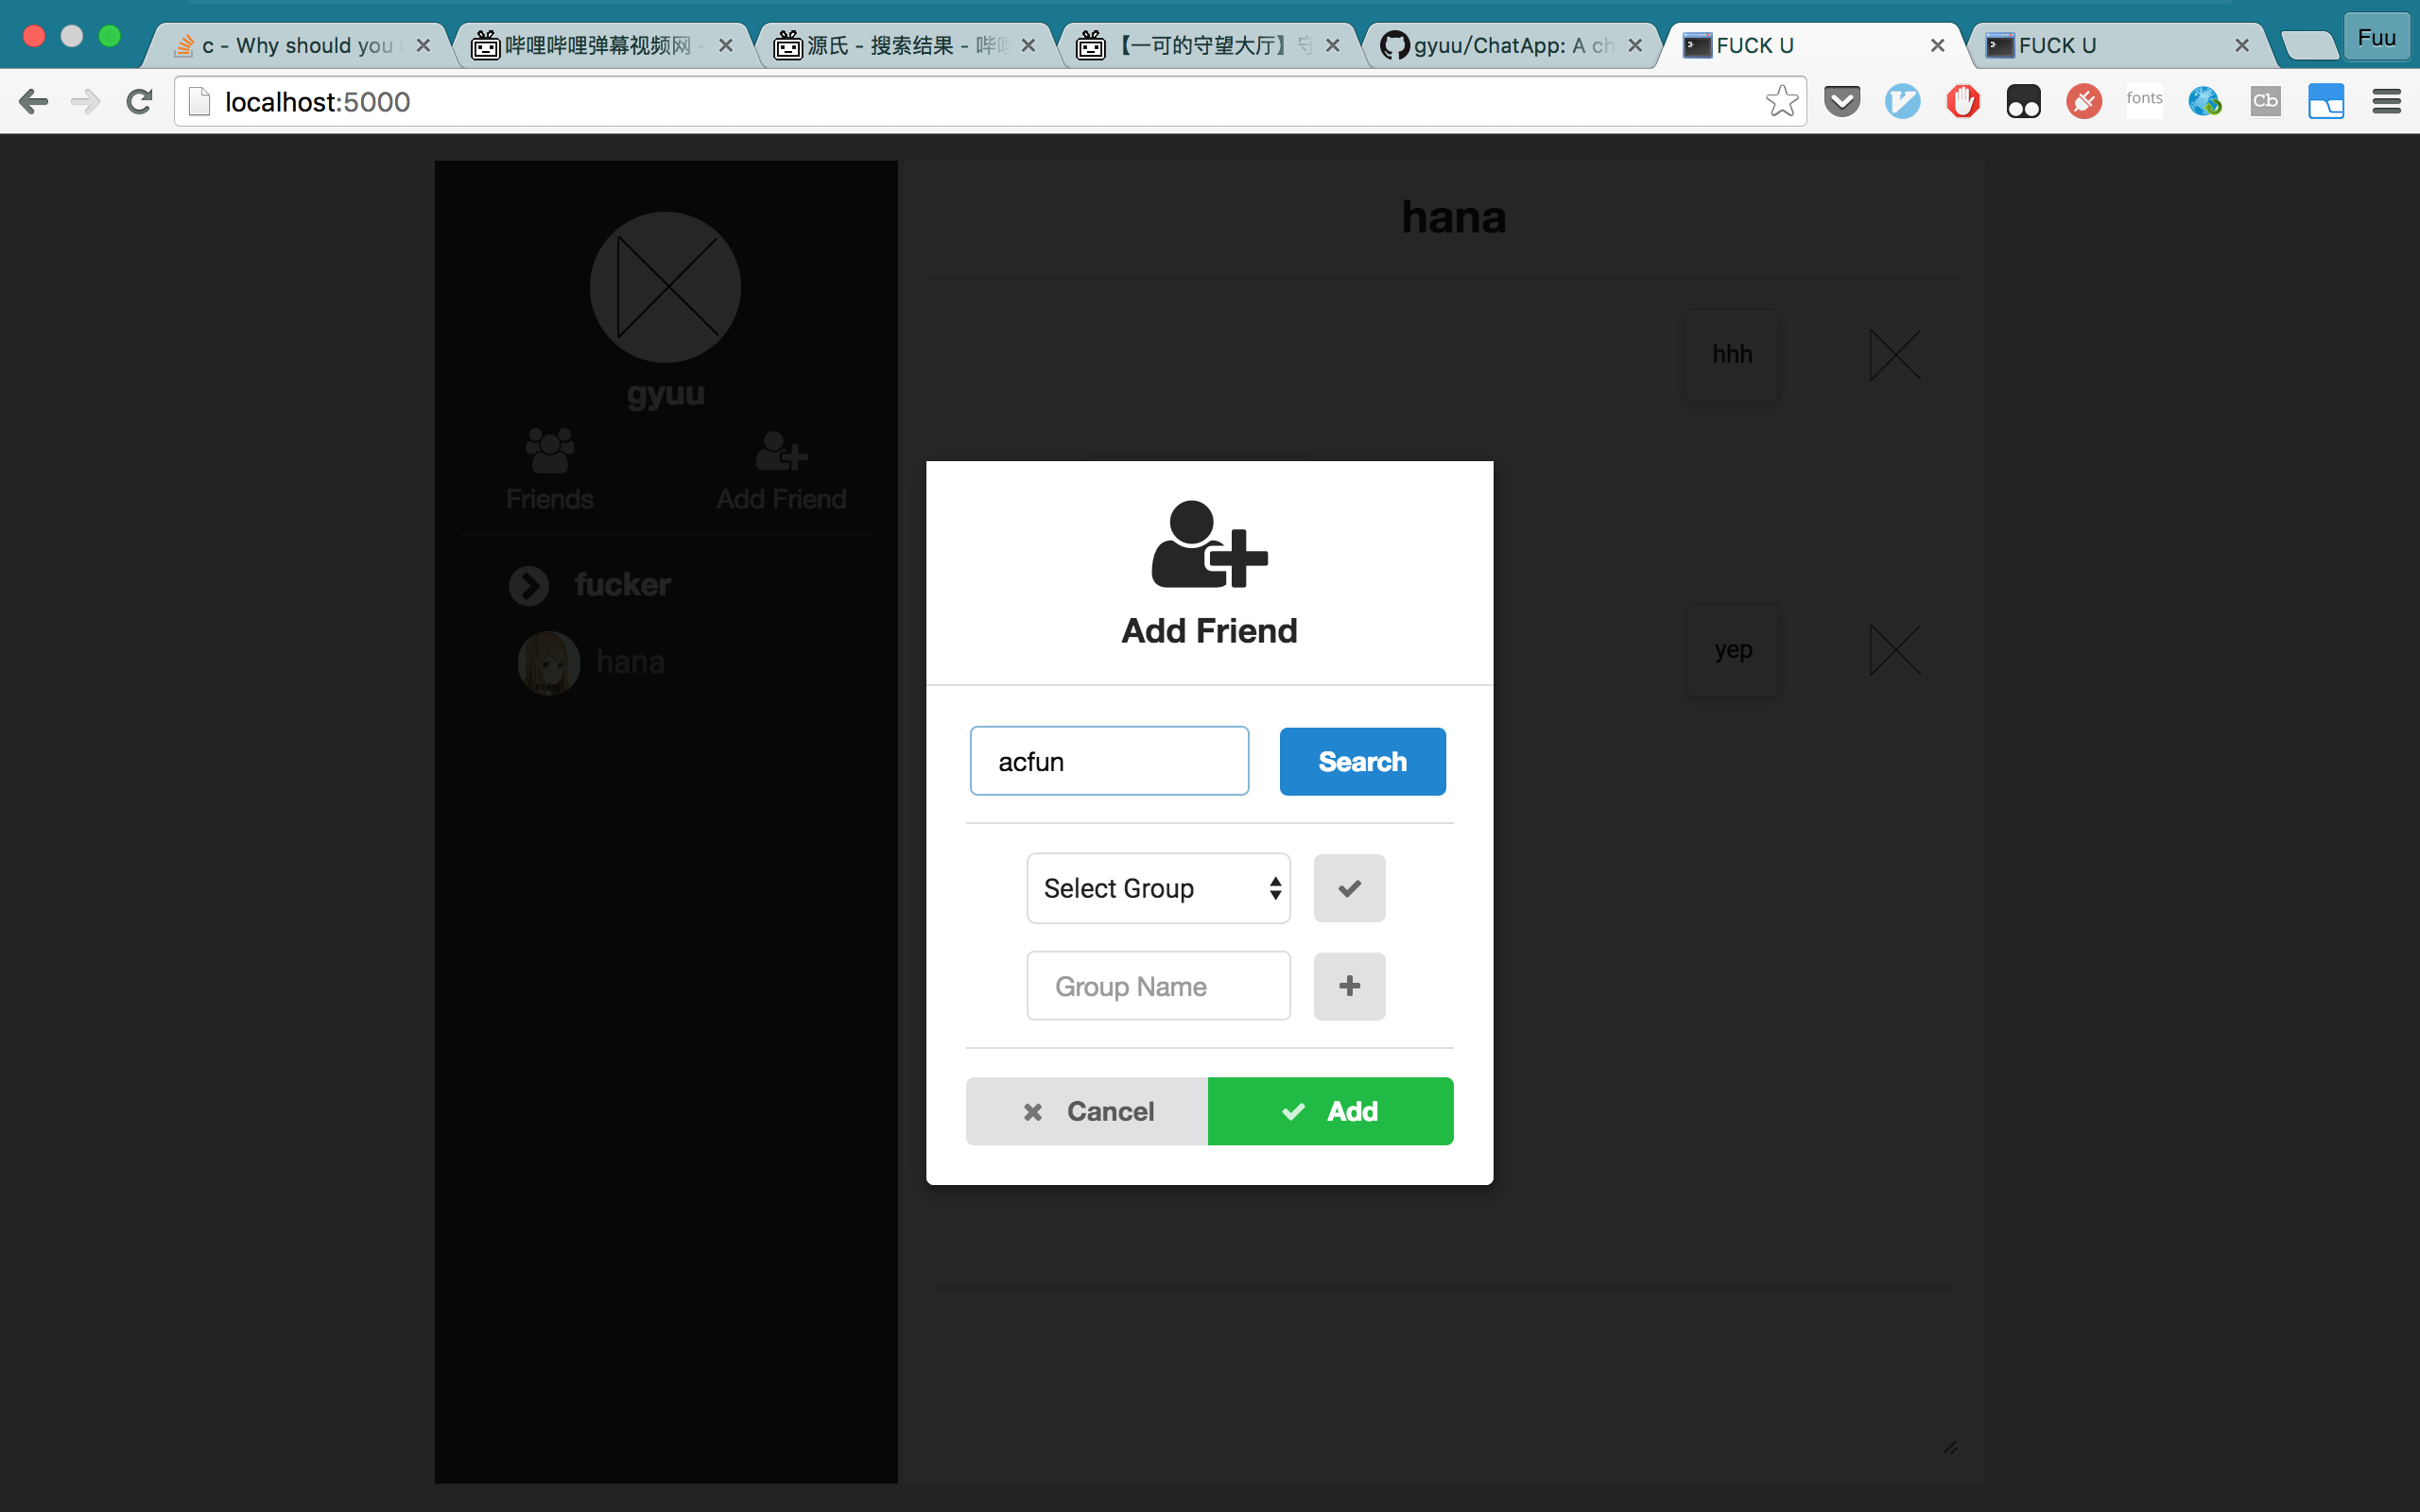 c - Why should you
哔哩哔哩弹幕视频网 -
源氏 - 搜索结果 - 哔
【一可的守望大厅】
gyuu/ChatApp: A ch
FUCK U
FUCK U
Fuu
localhost:5000
fonts
Cb
hana
gyuu
Friends
Add Friend
fucker
hana
hhh
yep
Add Friend
acfun
Search
Select Group
Group Name
Cancel
Add